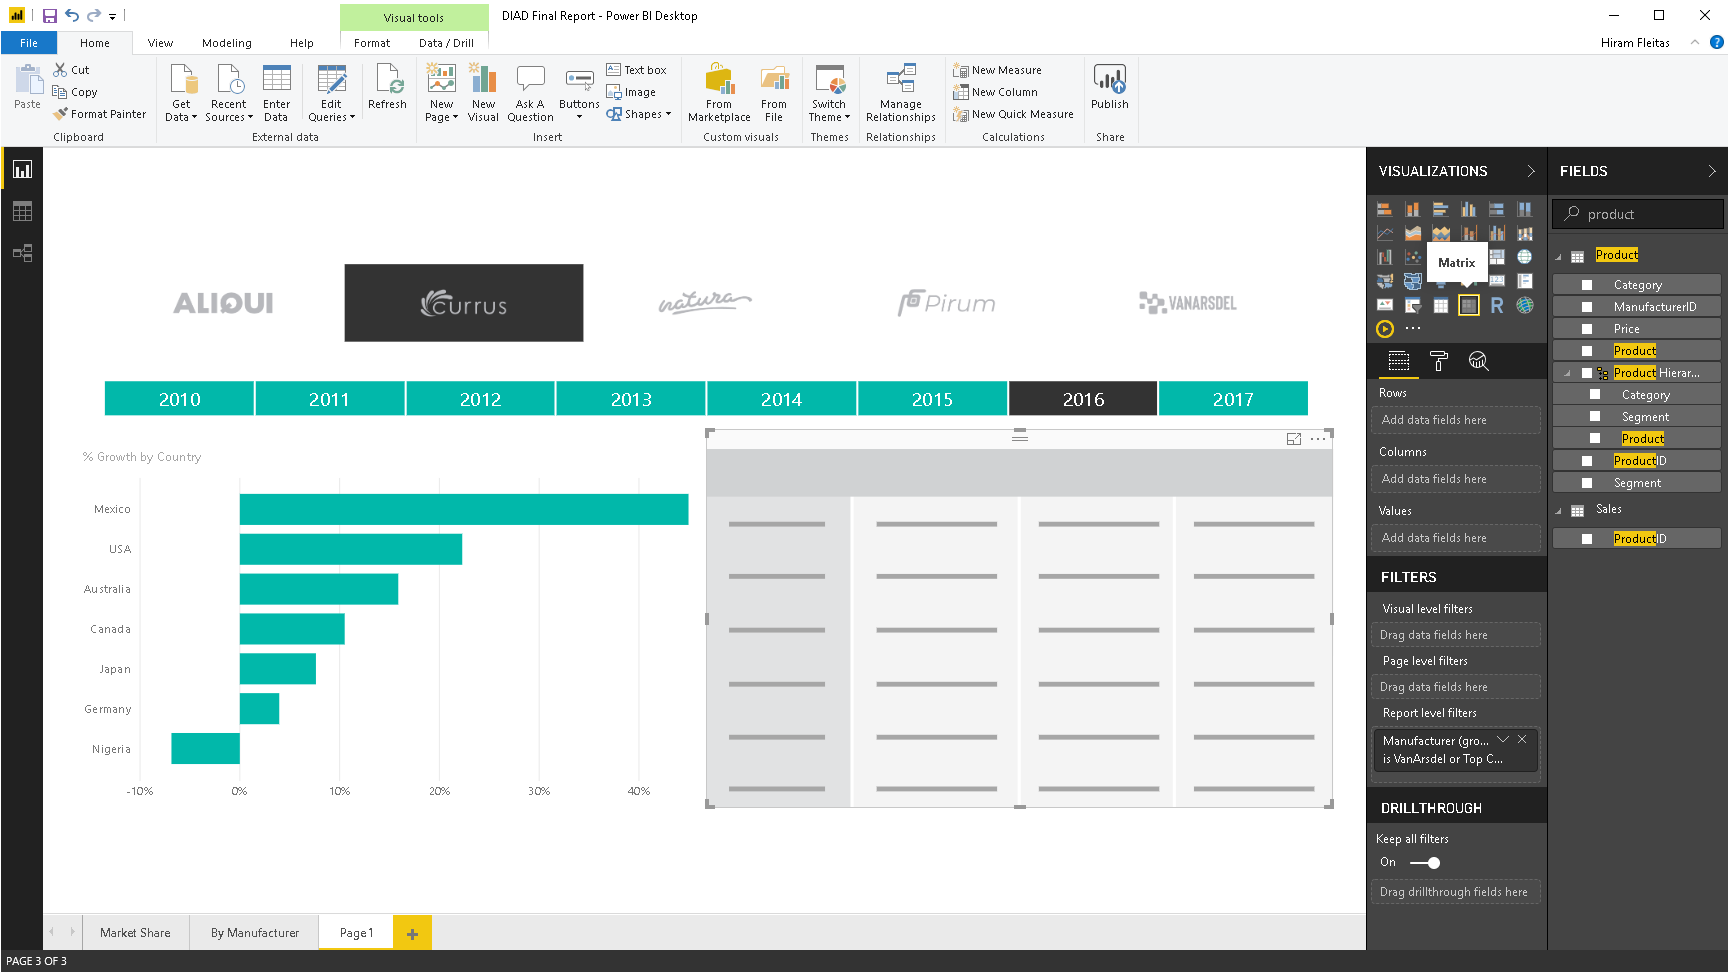 Visual tools
DIAD Final Report - Power BI Desktop
File
Home
View
Modeling
Help
Format
Data / Drill
Hiram Fleitas
Paste
Cut
Copy
Format Painter
Clipboard
Get Data
Recent Sources
Enter Data
Edit Queries
Refresh
External data
New Page
New Visual
Ask A Question
Buttons
Text box
Image
Shapes
Insert
From Marketplace
From File
Custom visuals
Switch Theme
Themes
Manage Relationships
Relationships
New Measure
New Column
New Quick Measure
Calculations
Publish
Share
ALIQUI
currus
natura
Pirum
VANARSDEL
2010
2011
2012
2013
2014
2015
2016
2017
% Growth by Country
Mexico
USA
Australia
Canada
Japan
Germany
Nigeria
-10%
0%
10%
20%
30%
40%
VISUALIZATIONS
Matrix
R
Rows
Add data fields here
Columns
Add data fields here
Values
Add data fields here
FILTERS
Visual level filters
Drag data fields here
Page level filters
Drag data fields here
Report level filters
Manufacturer (gro...
is VanArsdel or Top C...
DRILLTHROUGH
Keep all filters
On
Drag drillthrough fields here
FIELDS
product
Product
Category
ManufacturerID
Price
Product
Product Hierar...
Category
Segment
Product
ProductID
Segment
Sales
ProductID
Market Share
By Manufacturer
Page 1
PAGE 3 OF 3